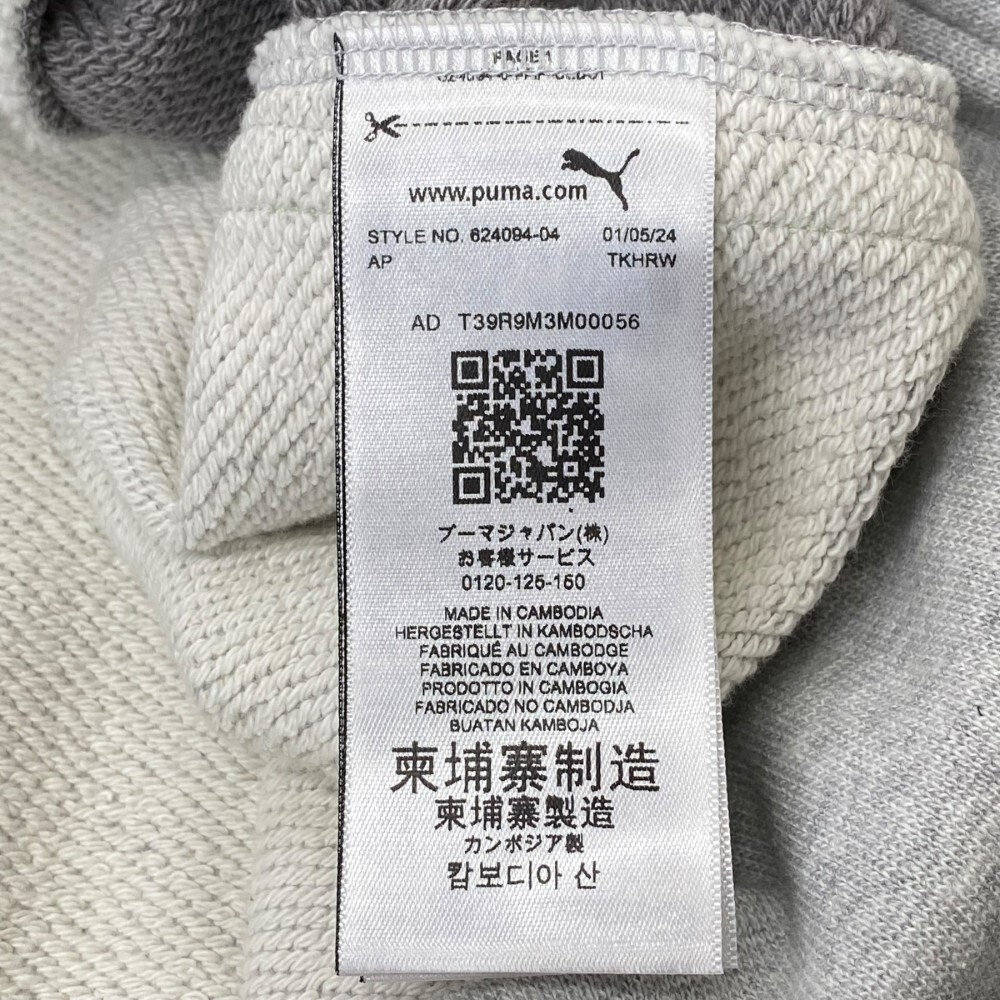 PAGE 1
www.puma.com
STYLE NO. 624094-04 01/05/24
AP TKHRW
AD T39R9M3M00056
プーマジャパン(株)
お客様サービス
0120-125-150
MADE IN CAMBODIA
HERGESTELLT IN KAMBODSCHA
FABRIQUÉ AU CAMBODGE
FABRICADO EN CAMBOYA
PRODOTTO IN CAMBOGIA
FABRICADO NO CAMBODJA
BUATAN KAMBOJA
柬埔寨制造
柬埔寨製造
カンボジア製
캄보디아 산